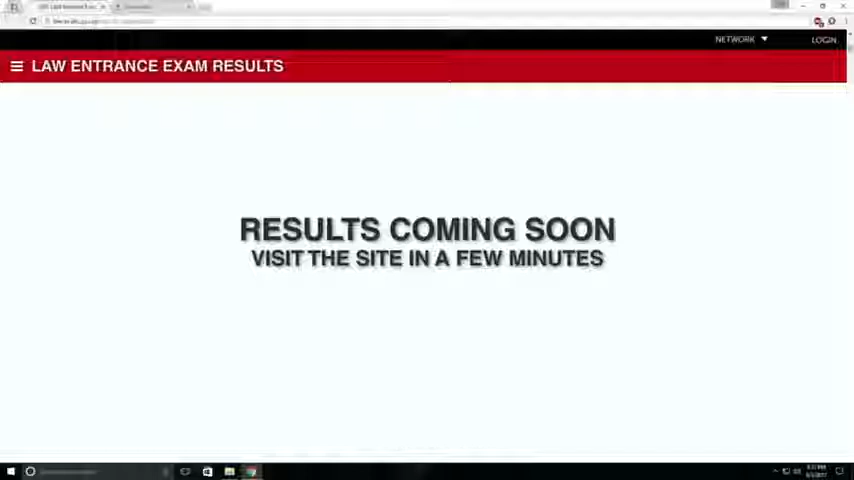 NETWORK
LOGIN
LAW ENTRANCE EXAM RESULTS
RESULTS COMING SOON
VISIT THE SITE IN A FEW MINUTES